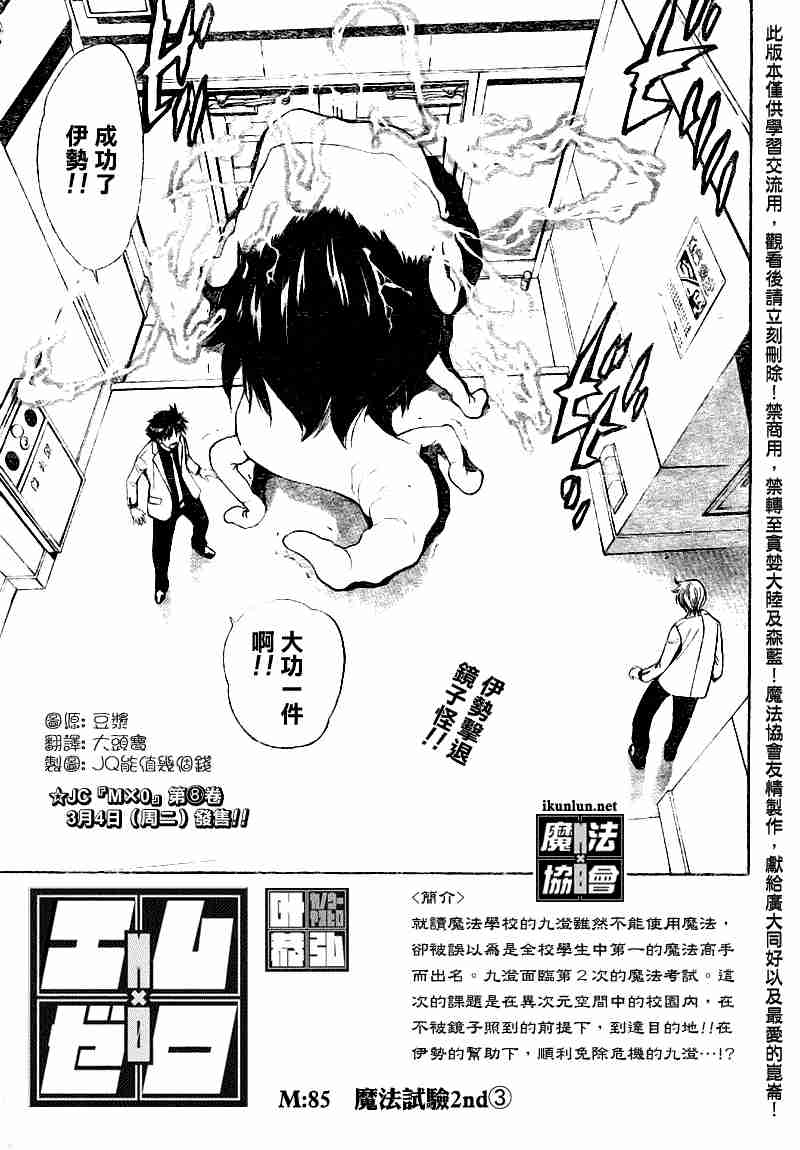 此版本僅供學習交流用，觀看後請立刻刪除！禁商用，禁轉至貪婪大陸及森藍！魔法協會友情製作，獻給廣大同好以及最愛的崑崙！
成功了
伊勢!!
大功一件
啊!!
伊勢擊退
鏡子怪!!
圖源: 豆漿
翻譯: 大頭寶
製圖: JQ能值幾個錢
☆JC『M×0』第⑧卷
3月4日（周二）發售!!
ikunlun.net
魔法
協會
M×0
エム
ゼロ
M×0
叶
恭弘
<簡介>
就讀魔法學校的九澄雖然不能使用魔法，
卻被誤以為是全校學生中第一的魔法高手
而出名。九澄面臨第2次的魔法考試。這
次的課題是在異次元空間中的校園內，在
不被鏡子照到的前提下，到達目的地!!在
伊勢的幫助下，順利免除危機的九澄…!?
M:85 魔法試驗2nd③